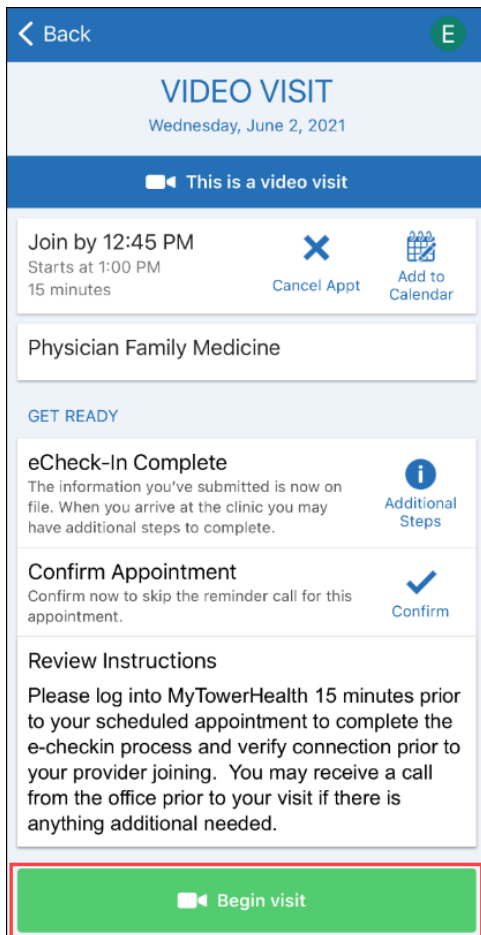 Back
E
VIDEO VISIT
Wednesday, June 2, 2021
This is a video visit
Join by 12:45 PM
Starts at 1:00 PM
15 minutes
Cancel Appt
Add to
Calendar
Physician Family Medicine
GET READY
eCheck-In Complete
The information you've submitted is now on
file. When you arrive at the clinic you may
have additional steps to complete.
Additional
Steps
Confirm Appointment
Confirm now to skip the reminder call for this
appointment.
Confirm
Review Instructions
Please log into MyTowerHealth 15 minutes prior
to your scheduled appointment to complete the
e-checkin process and verify connection prior to
your provider joining.  You may receive a call
from the office prior to your visit if there is
anything additional needed.
Begin visit